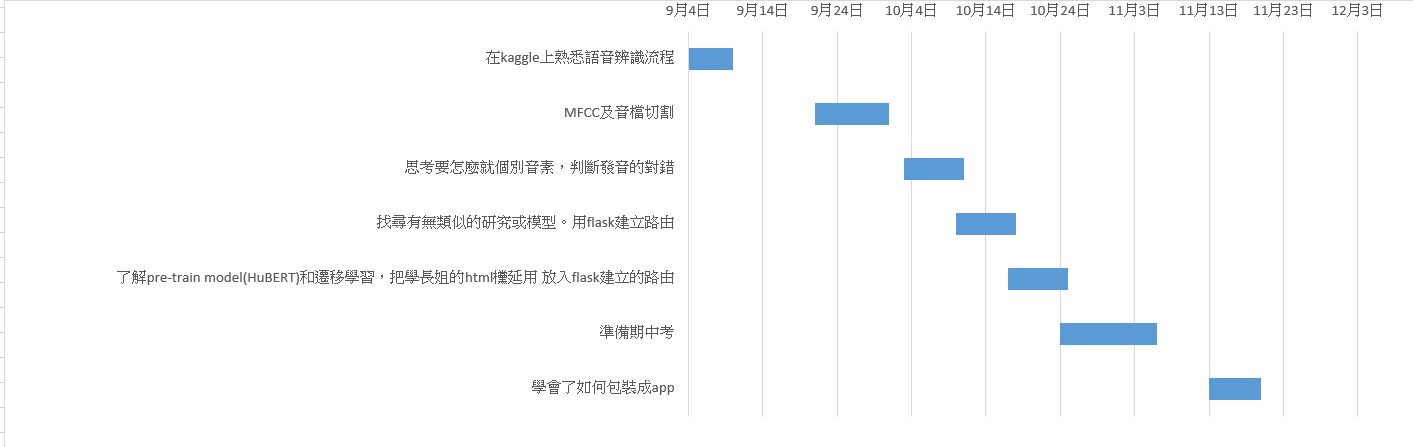 9月4日 9月14日 9月24日 10月4日 10月14日 10月24日 11月3日 11月13日 11月23日 12月3日
在kaggle上熟悉語音辨識流程
MFCC及音檔切割
思考要怎麼就個別音素，判斷發音的對錯
找尋有無類似的研究或模型。用flask建立路由
了解pre-train model(HuBERT)和遷移學習，把學長姐的html檔延用 放入flask建立的路由
準備期中考
學會了如何包裝成app